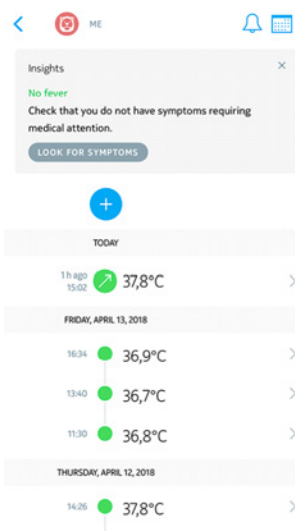 ME
Insights
No fever
Check that you do not have symptoms requiring
medical attention.
LOOK FOR SYMPTOMS
TODAY
1 h ago
15:02
37,8°C
FRIDAY, APRIL 13, 2018
16:34 36,9°C
13:40 36,7°C
11:30 36,8°C
THURSDAY, APRIL 12, 2018
14:26 37,8°C